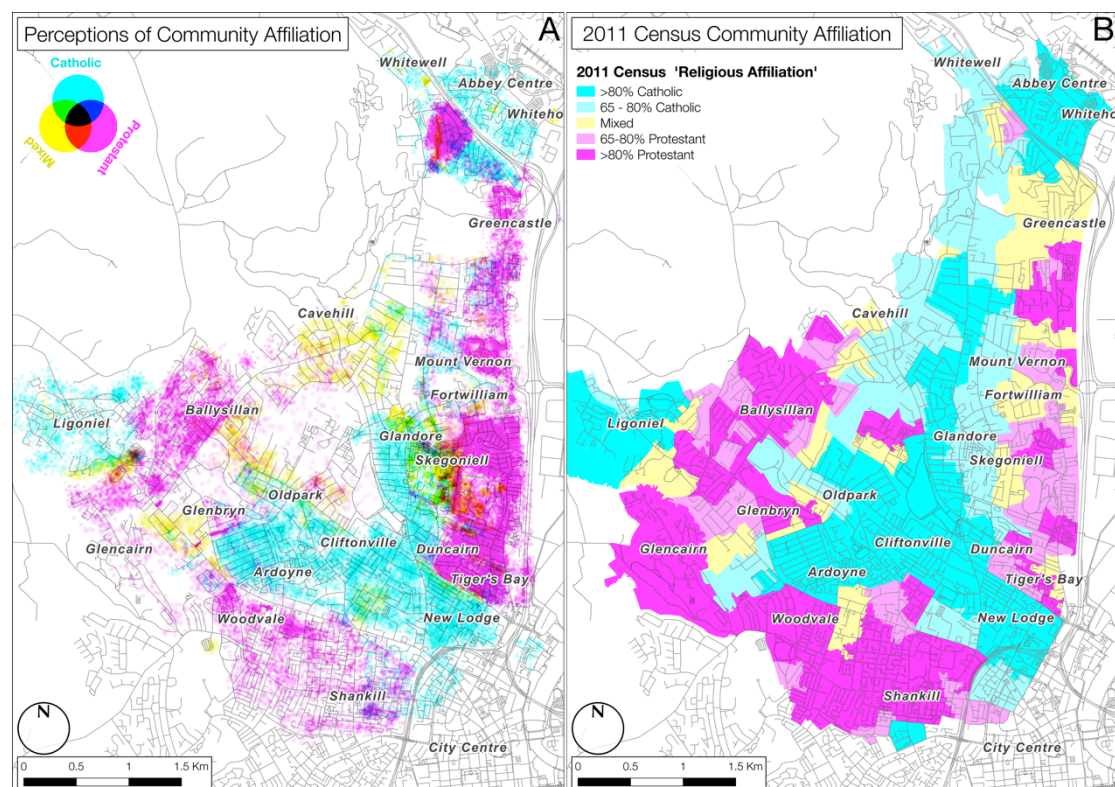 Perceptions of Community Affiliation
A
Catholic
Mixed
Protestant
Whitewell
Abbey Centre
Whiteho
Greencastle
Cavehill
Mount Vernon
Fortwilliam
Ballysillan
Ligoniel
Glandore
Skegoniell
Oldpark
Glenbryn
Glencairn
Cliftonville
Duncairn
Ardoyne
Tiger's Bay
Woodvale
New Lodge
Shankill
City Centre
N
0 0.5 1 1.5 Km
2011 Census Community Affiliation
B
2011 Census 'Religious Affiliation'
>80% Catholic
65 - 80% Catholic
Mixed
65-80% Protestant
>80% Protestant
Whitewell
Abbey Centre
Whiteho
Greencastle
Cavehill
Mount Vernon
Fortwilliam
Ballysillan
Ligoniel
Glandore
Skegoniell
Oldpark
Glenbryn
Glencairn
Cliftonville
Duncairn
Ardoyne
Tiger's Bay
Woodvale
New Lodge
Shankill
City Centre
N
0 0.5 1 1.5 Km